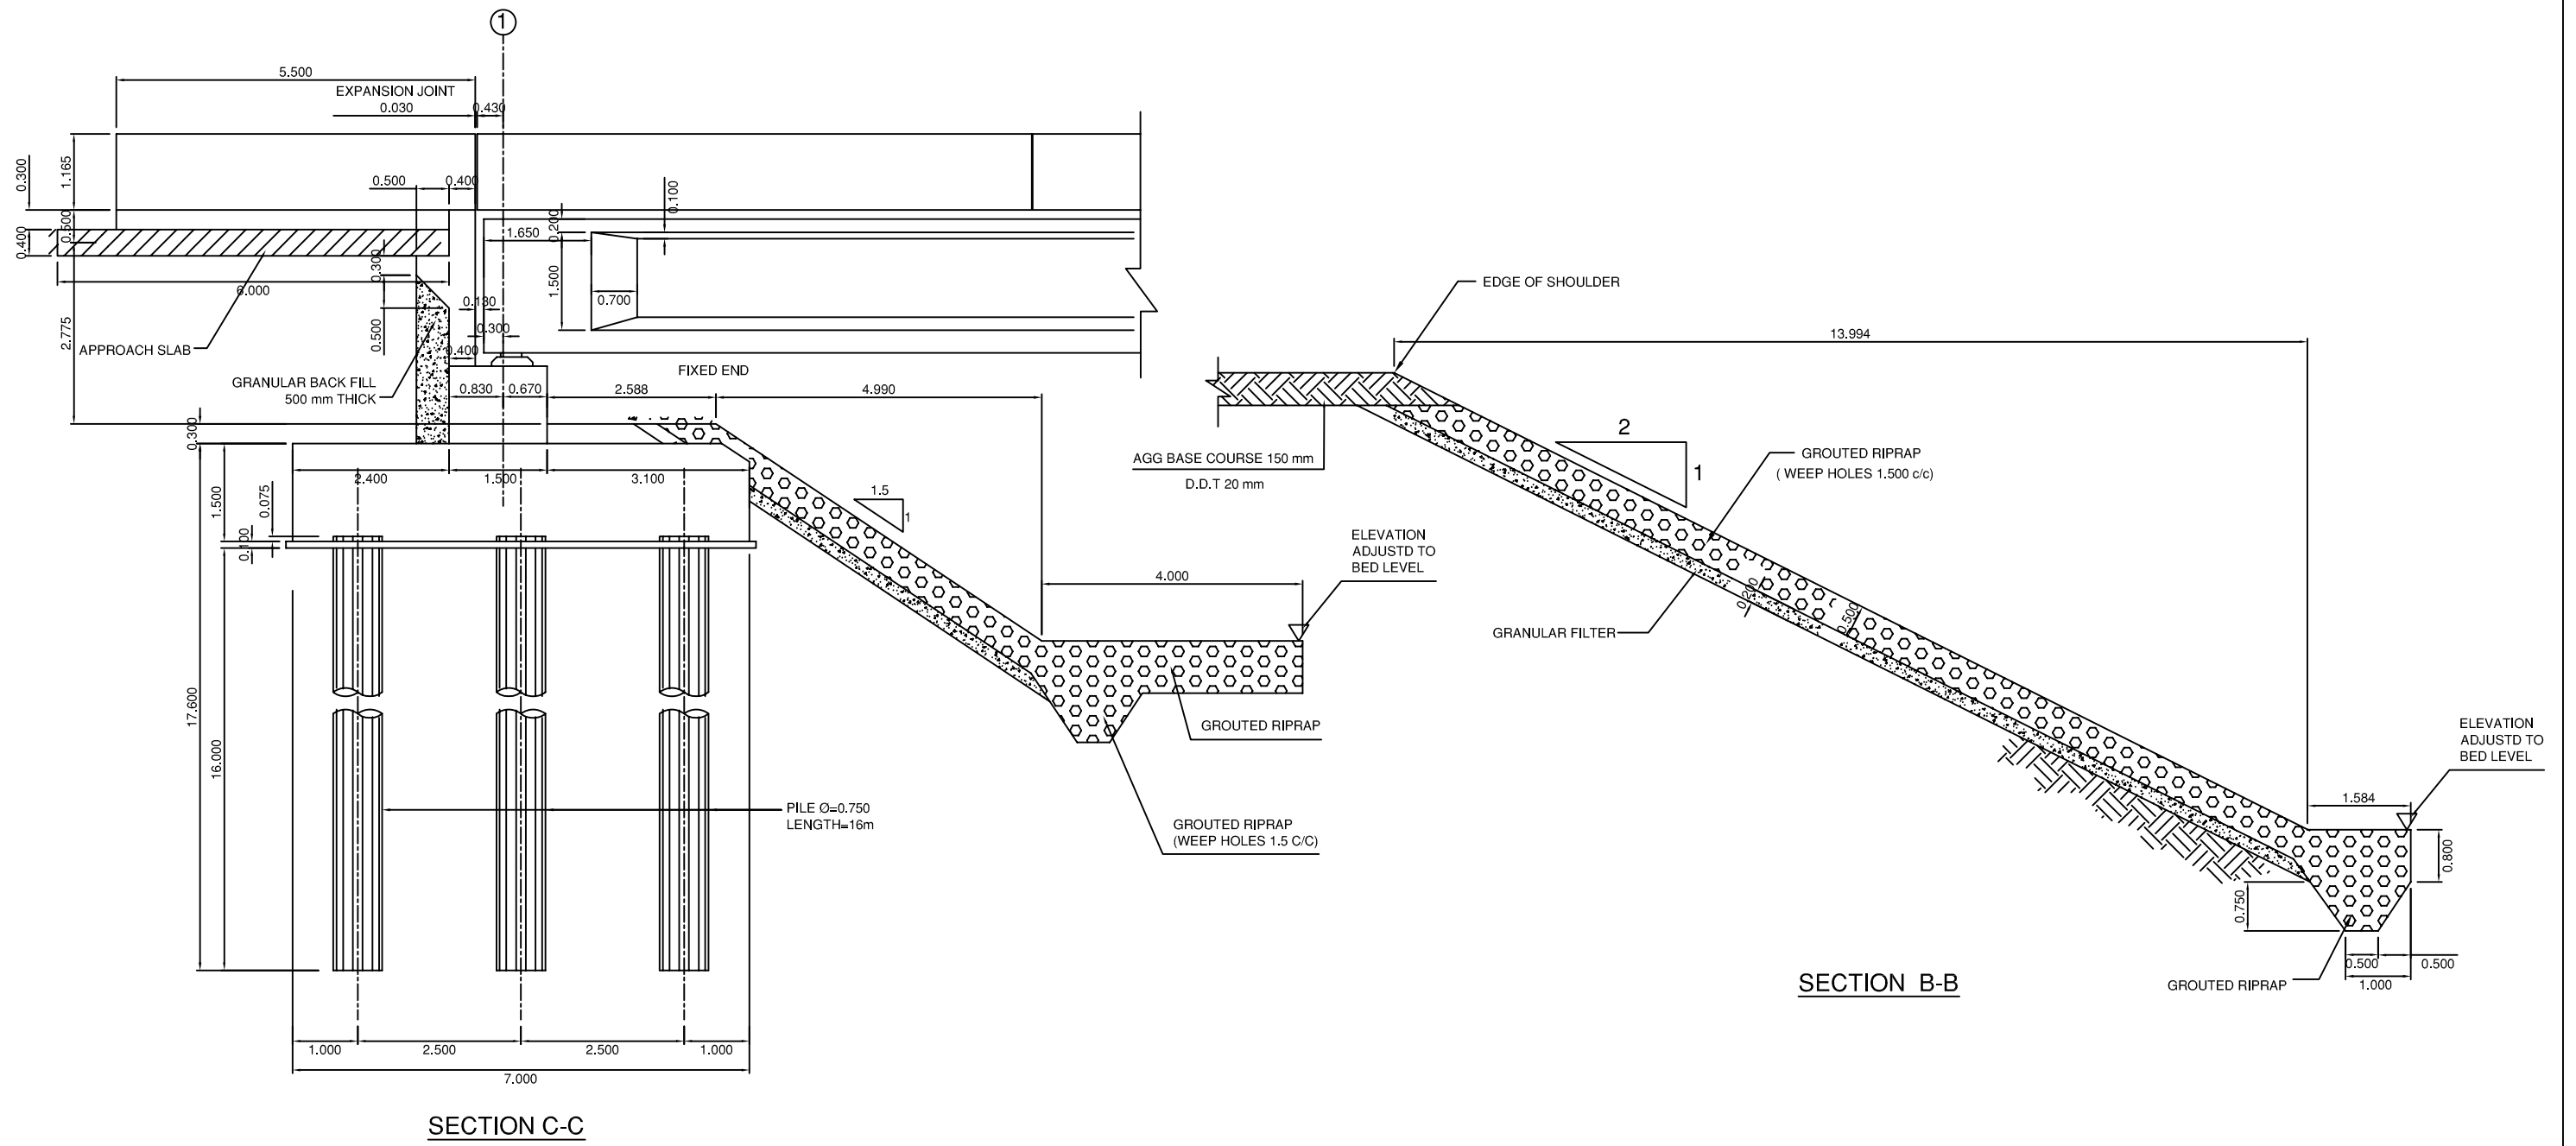 1
5.500
EXPANSION JOINT
0.030
0.430
0.300
1.165
0.500
0.400
0.100
0.400
0.500
0.200
1.650
0.300
1.500
6.000
0.700
0.130
2.775
0.500
0.300
APPROACH SLAB
0.400
GRANULAR BACK FILL
500 mm THICK
FIXED END
0.830
0.670
2.588
4.990
0.300
2.400
1.500
3.100
1.500
0.075
0.100
1.5
1
4.000
ELEVATION
ADJUSTD TO
BED LEVEL
17.600
16.000
GROUTED RIPRAP
PILE Ø=0.750
LENGTH=16m
GROUTED RIPRAP
(WEEP HOLES 1.5 C/C)
1.000
2.500
2.500
1.000
7.000
SECTION C-C
EDGE OF SHOULDER
13.994
2
1
AGG BASE COURSE 150 mm
D.D.T 20 mm
GROUTED RIPRAP
( WEEP HOLES 1.500 c/c)
0.200
0.500
GRANULAR FILTER
ELEVATION
ADJUSTD TO
BED LEVEL
1.584
0.800
0.750
0.500
0.500
1.000
GROUTED RIPRAP
SECTION B-B